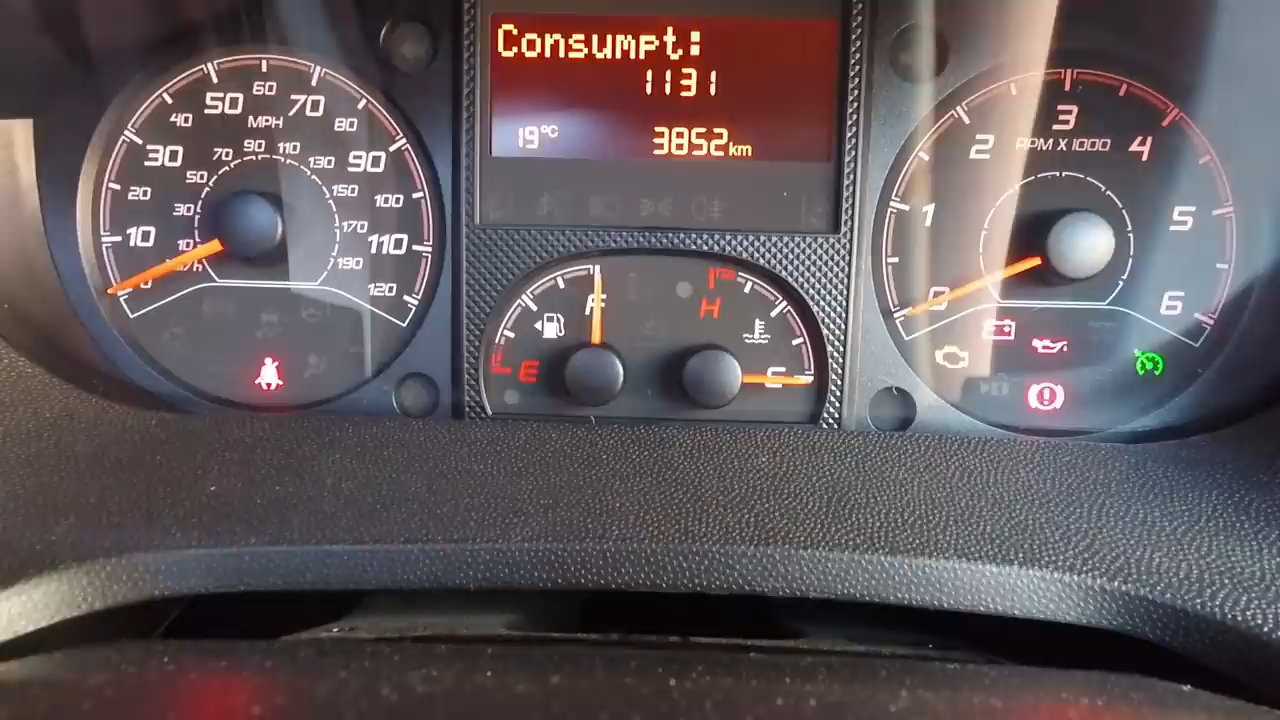 Consumpt:
1131
19°C 3852km
10 20 30 40 50 60 70 80 90 100 110 120
MPH
10 30 50 70 90 110 130 150 170 190
km/h
0
E F
H C
0 1 2 3 4 5 6
RPM X 1000